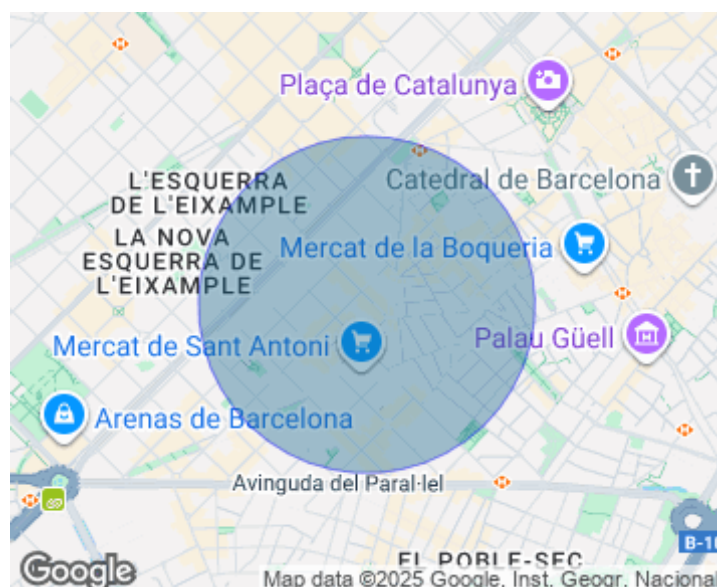 Plaça de Catalunya
L'ESQUERRA
DE L'EIXAMPLE
Catedral de Barcelona
LA NOVA
ESQUERRA DE
L'EIXAMPLE
Mercat de la Boqueria
Mercat de Sant Antoni
Palau Güell
Arenas de Barcelona
Avinguda del Paral·lel
B-10
EL POBLE-SEC
Google
Map data ©2025 Google, Inst. Geogr. Nacional